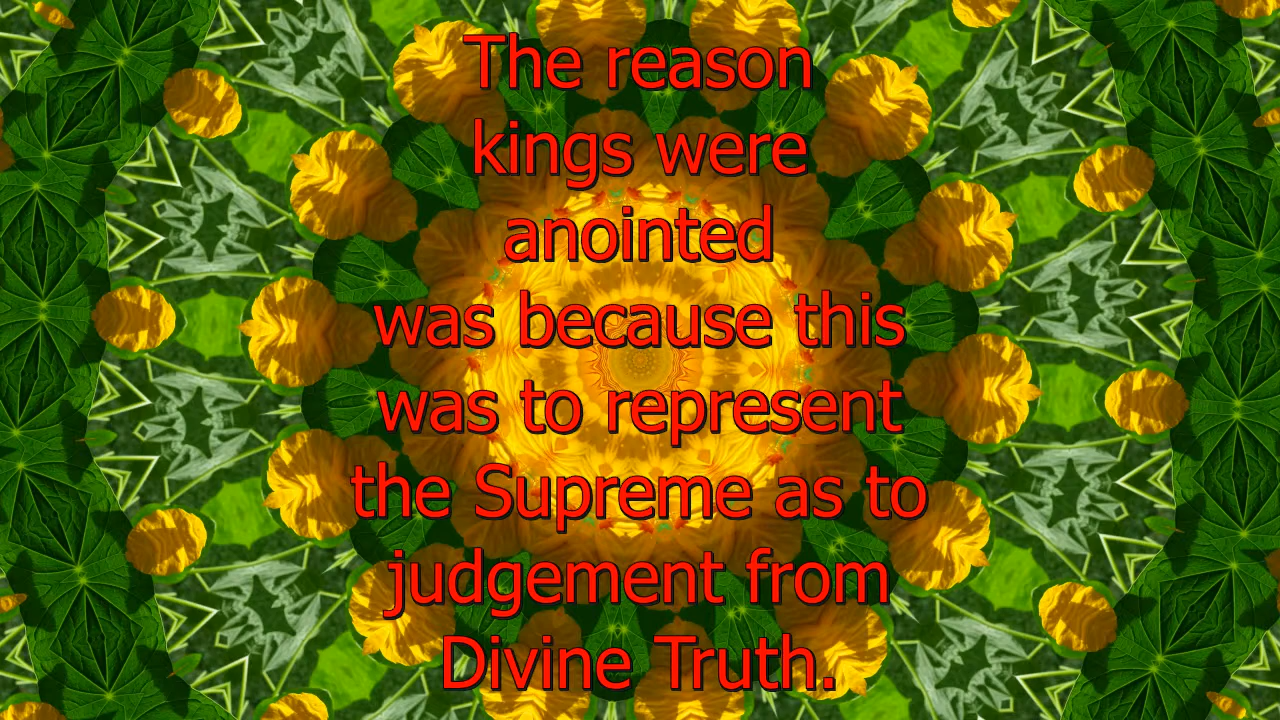 The reason
kings were
anointed
was because this
was to represent
the Supreme as to
judgement from
Divine Truth.